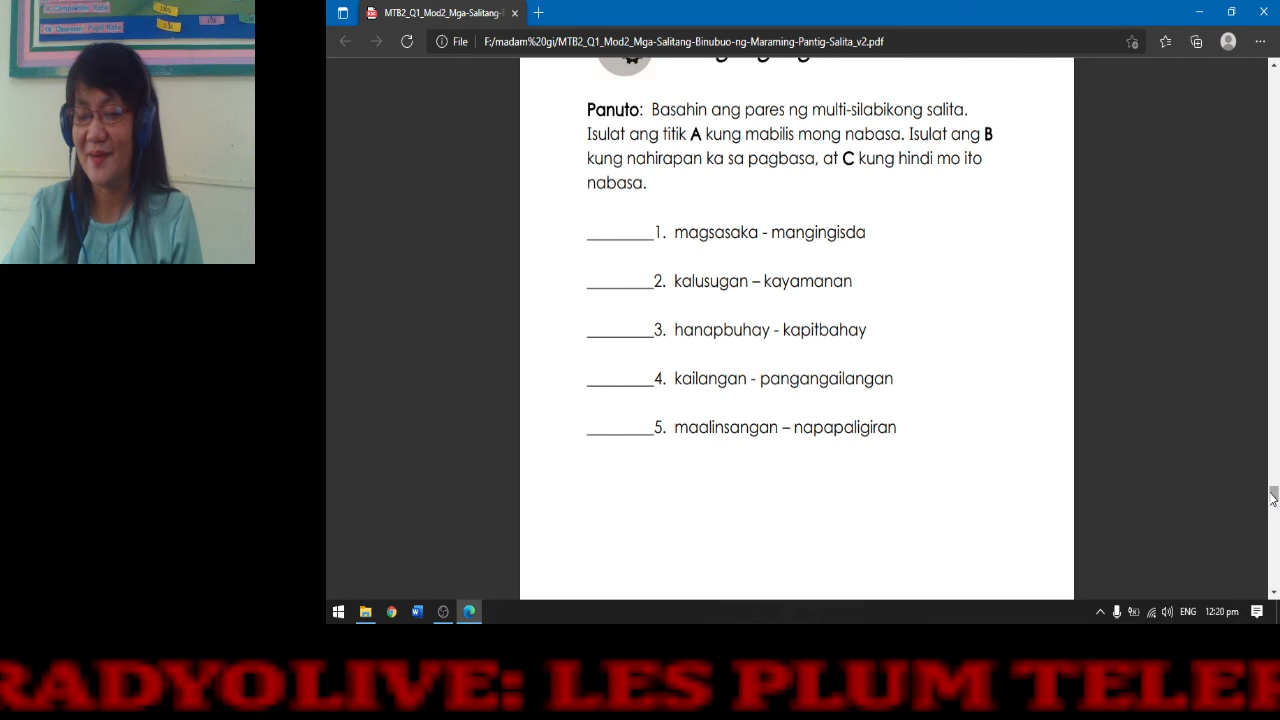 MTB2_Q1_Mod2_Mga-Salitang-
File F:/madam%20gi/MTB2_Q1_Mod2_Mga-Salitang-Binubuo-ng-Maraming-Pantig-Salita_v2.pdf
Panuto: Basahin ang pares ng multi-silabikong salita.
Isulat ang titik A kung mabilis mong nabasa. Isulat ang B
kung nahirapan ka sa pagbasa, at C kung hindi mo ito
nabasa.
________1. magsasaka - mangingisda
________2. kalusugan – kayamanan
________3. hanapbuhay - kapitbahay
________4. kailangan - pangangailangan
________5. maalinsangan – napapaligiran
ENG 12:20 pm
RADYOLIVE: LES PLUM TELE